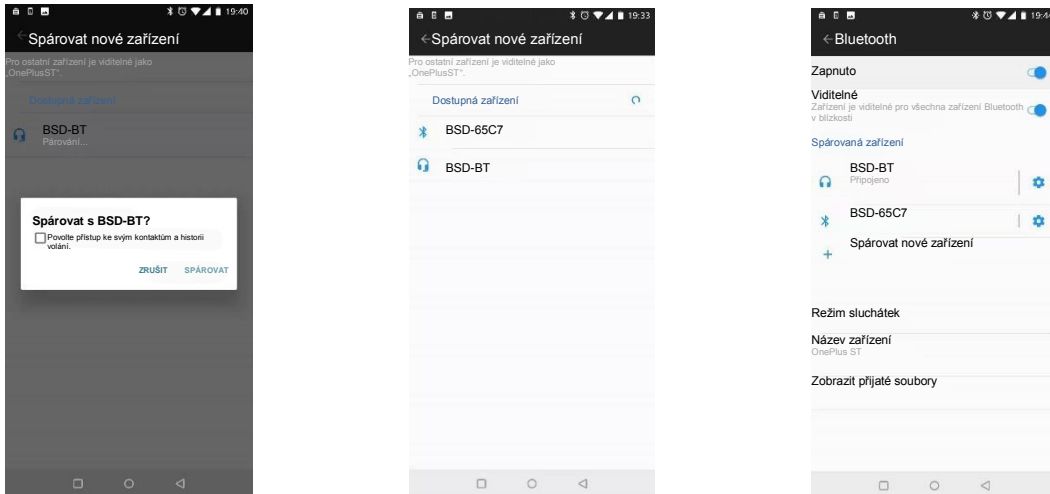 19:40
Spárovat nové zařízení
Pro ostatní zařízení je viditelné jako
„OnePlusST".
Dostupná zařízení
BSD-BT
Párování...
Spárovat s BSD-BT?
Povolte přístup ke svým kontaktům a historii
volání.
ZRUŠIT SPÁROVAT
19:33
Spárovat nové zařízení
Pro ostatní zařízení je viditelné jako
„OnePlusST".
Dostupná zařízení
BSD-65C7
BSD-BT
19:44
Bluetooth
Zapnuto
Viditelné
Zařízení je viditelné pro všechna zařízení Bluetooth
v blízkosti
Spárovaná zařízení
BSD-BT
Připojeno
BSD-65C7
Spárovat nové zařízení
Režim sluchátek
Název zařízení
OnePlus ST
Zobrazit přijaté soubory